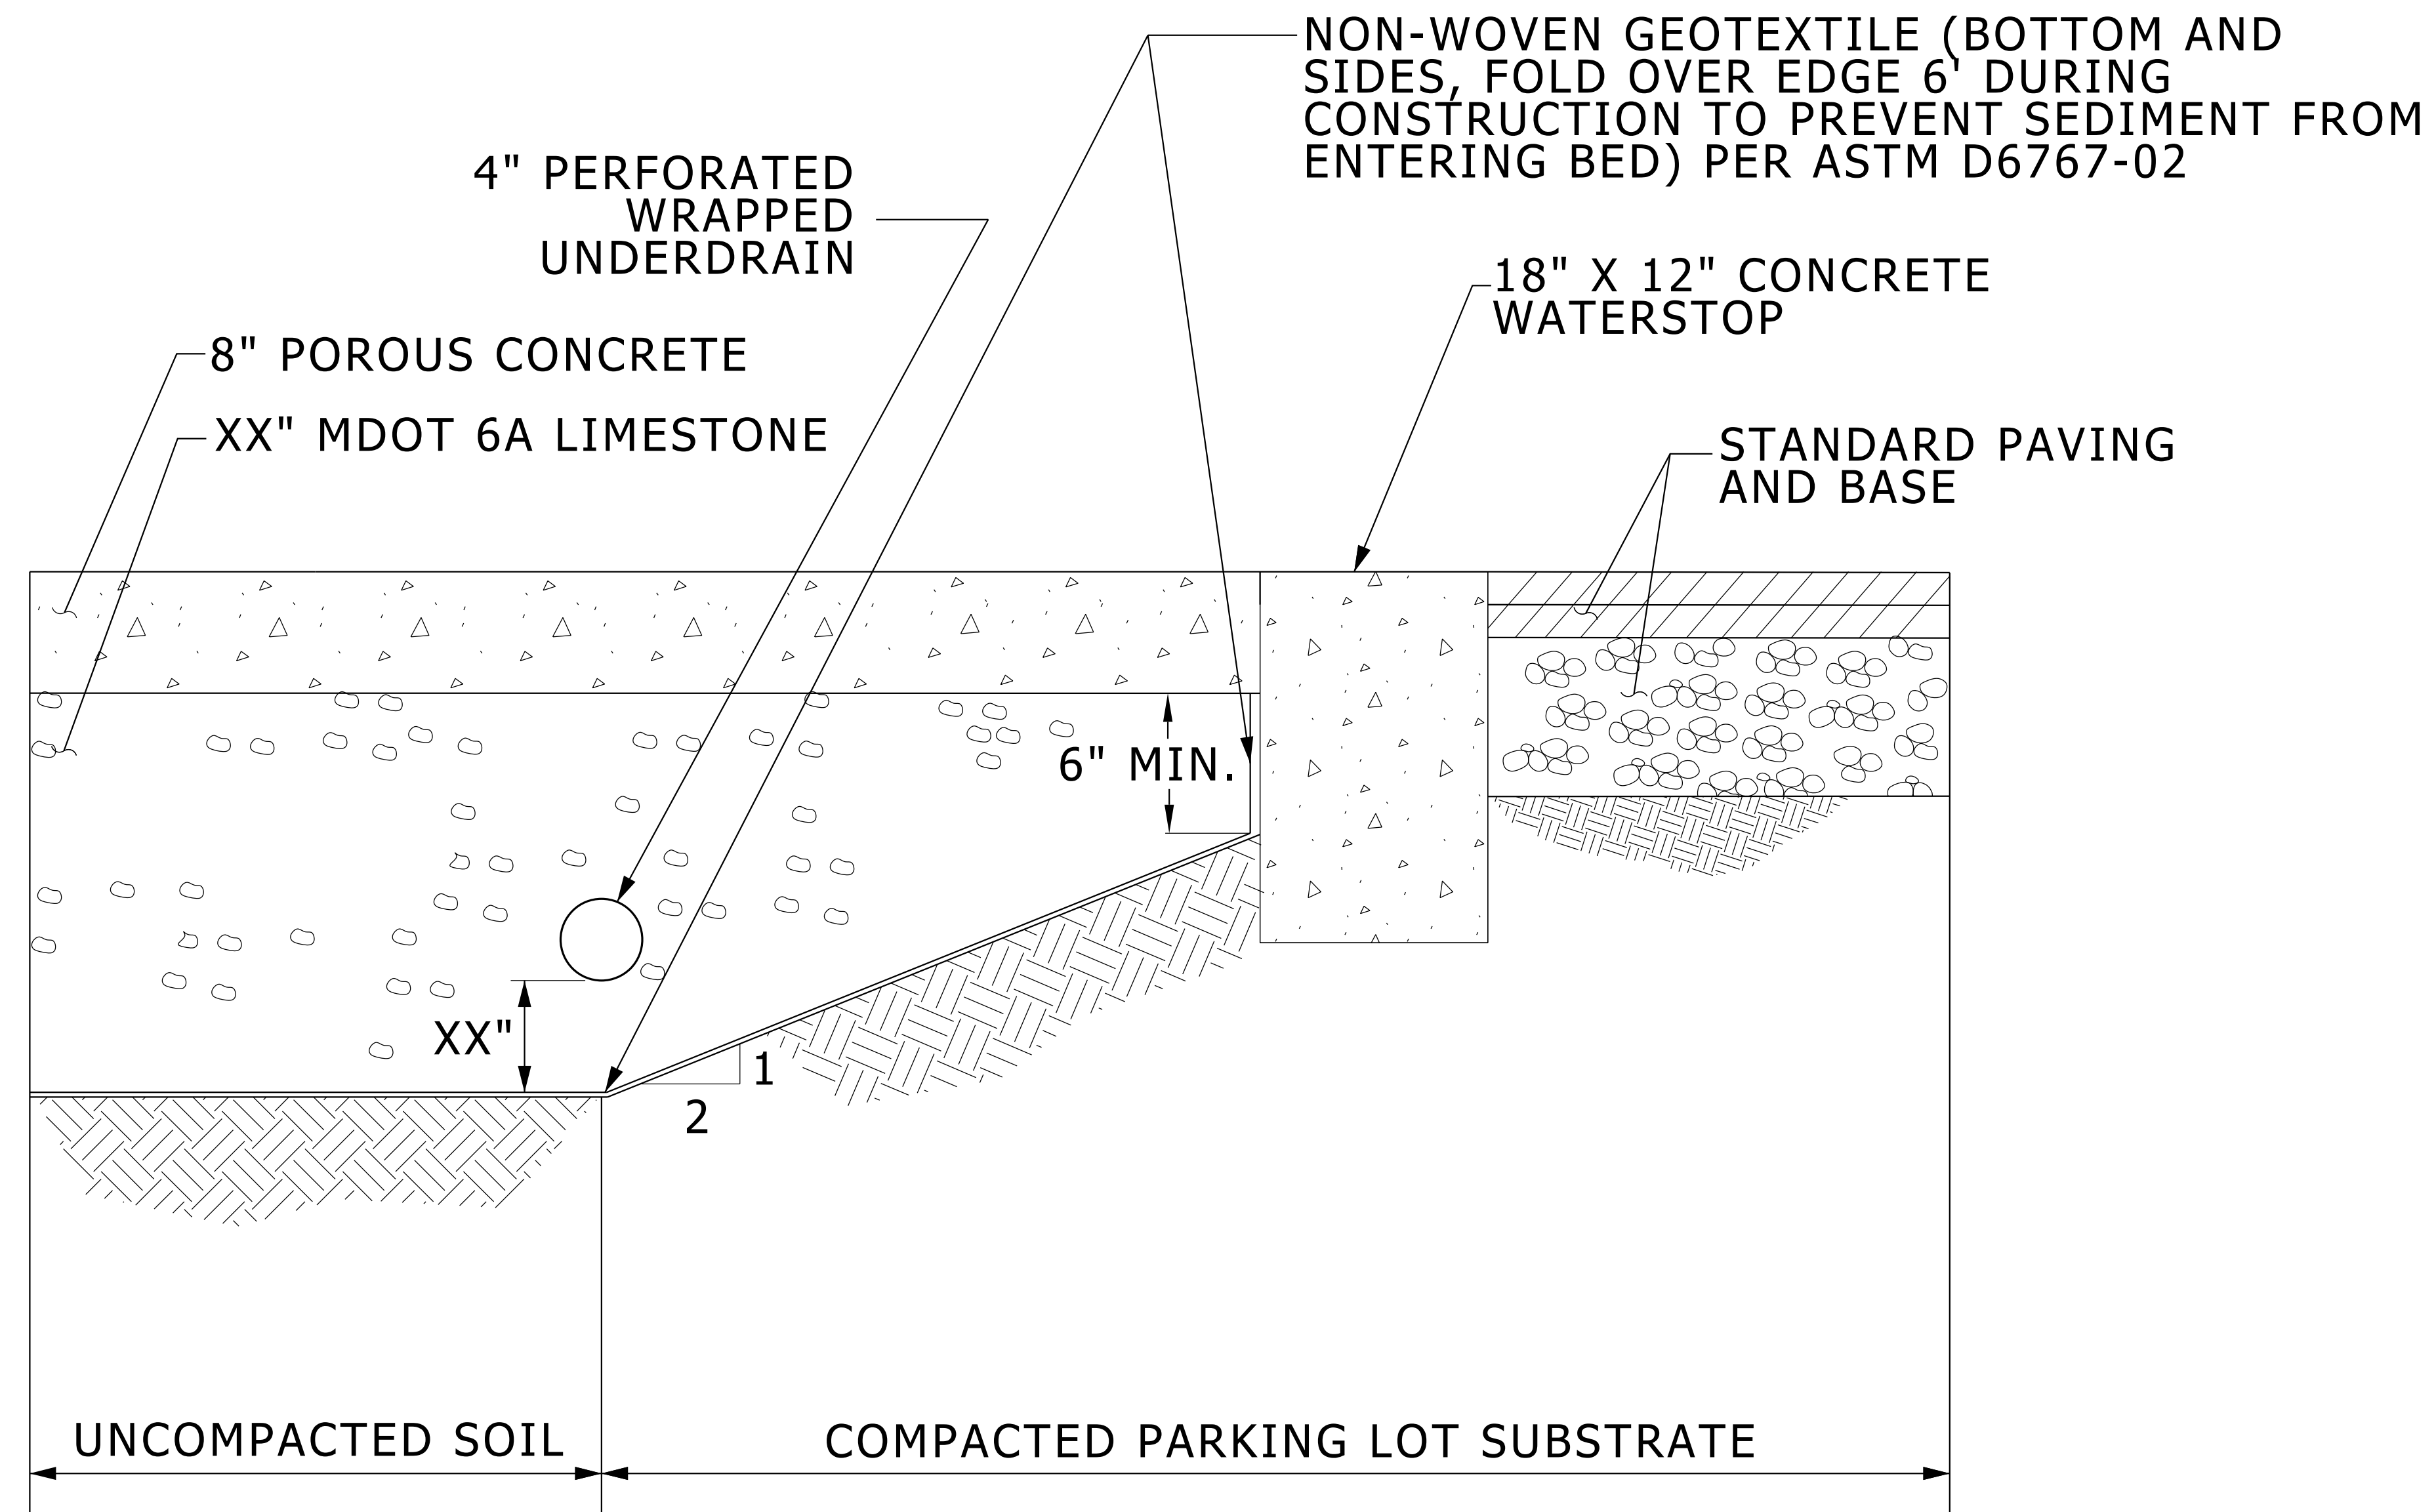 NON-WOVEN GEOTEXTILE (BOTTOM AND
SIDES, FOLD OVER EDGE 6' DURING
CONSTRUCTION TO PREVENT SEDIMENT FROM
ENTERING BED) PER ASTM D6767-02
4" PERFORATED
WRAPPED
UNDERDRAIN
18" X 12" CONCRETE
WATERSTOP
8" POROUS CONCRETE
XX" MDOT 6A LIMESTONE
STANDARD PAVING
AND BASE
6" MIN.
XX"
1
2
UNCOMPACTED SOIL
COMPACTED PARKING LOT SUBSTRATE